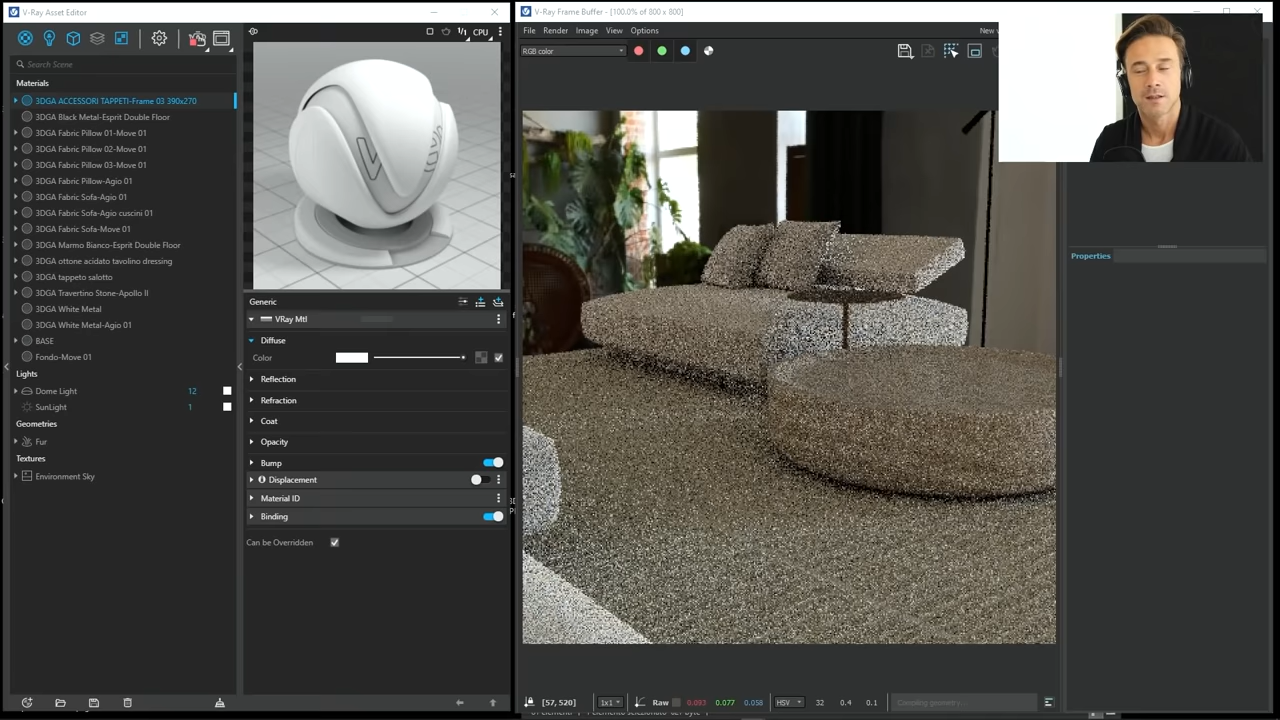 V-Ray Asset Editor
CPU
Search Scene
Materials
3DGA ACCESSORI TAPPETI-Frame 03 390x270
3DGA Black Metal-Esprit Double Floor
3DGA Fabric Pillow 01-Move 01
3DGA Fabric Pillow 02-Move 01
3DGA Fabric Pillow 03-Move 01
3DGA Fabric Pillow-Agio 01
3DGA Fabric Sofa-Agio 01
3DGA Fabric Sofa-Agio cuscini 01
3DGA Fabric Sofa-Move 01
3DGA Marmo Bianco-Esprit Double Floor
3DGA ottone acidato tavolino dressing
3DGA tappeto salotto
3DGA Travertino Stone-Apollo II
3DGA White Metal
3DGA White Metal-Agio 01
BASE
Fondo-Move 01
Lights
Dome Light 12
SunLight 1
Geometries
Fur
Textures
Environment Sky
Generic
VRay Mtl
Diffuse
Color
Reflection
Refraction
Coat
Opacity
Bump
Displacement
Material ID
Binding
Can be Overridden
V-Ray Frame Buffer - [100.0% of 800 x 800]
File Render Image View Options
RGB color
Properties
[57, 520] 1x1 Raw 0.093 0.077 0.058 HSV 32 0.4 0.1 Compiling geometry...